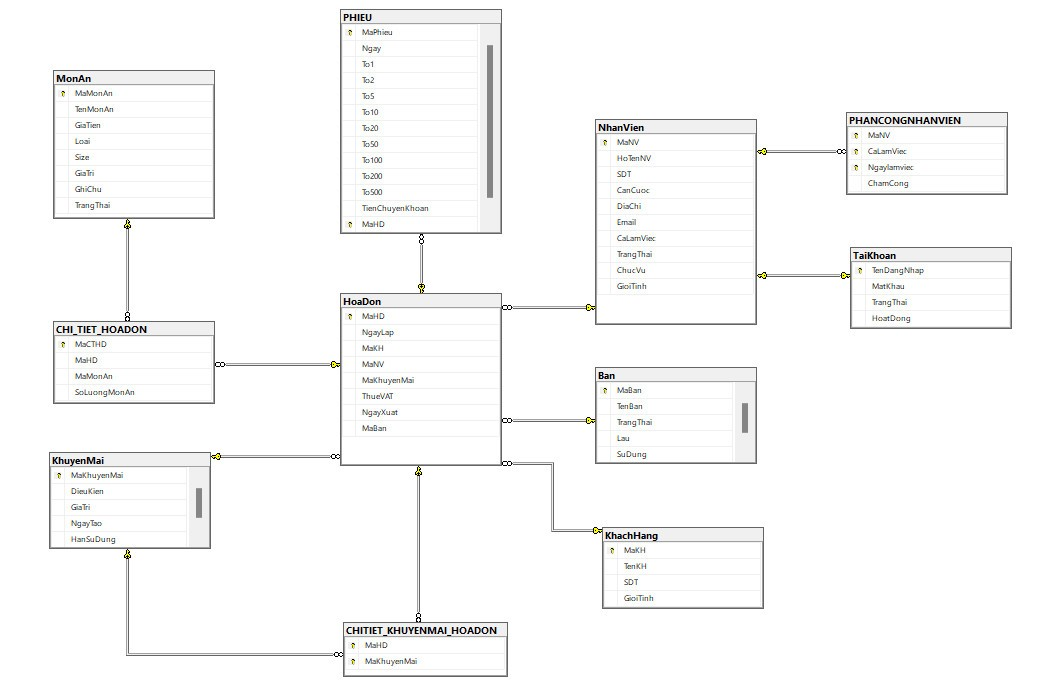 PHIEU
MaPhieu
Ngay
To1
To2
To5
To10
To20
To50
To100
To200
To500
TienChuyenKhoan
MaHD
MonAn
MaMonAn
TenMonAn
GiaTien
Loai
Size
GiaTri
GhiChu
TrangThai
NhanVien
MaNV
HoTenNV
SDT
CanCuoc
DiaChi
Email
CaLamViec
TrangThai
ChucVu
GioiTinh
PHANCONGNHANVIEN
MaNV
CaLamViec
Ngaylamviec
ChamCong
TaiKhoan
TenDangNhap
MatKhau
TrangThai
HoatDong
HoaDon
MaHD
NgayLap
MaKH
MaNV
MaKhuyenMai
ThueVAT
NgayXuat
MaBan
CHI_TIET_HOADON
MaCTHD
MaHD
MaMonAn
SoLuongMonAn
Ban
MaBan
TenBan
TrangThai
Lau
SuDung
KhuyenMai
MaKhuyenMai
DieuKien
GiaTri
NgayTao
HanSuDung
KhachHang
MaKH
TenKH
SDT
GioiTinh
CHITIET_KHUYENMAI_HOADON
MaHD
MaKhuyenMai